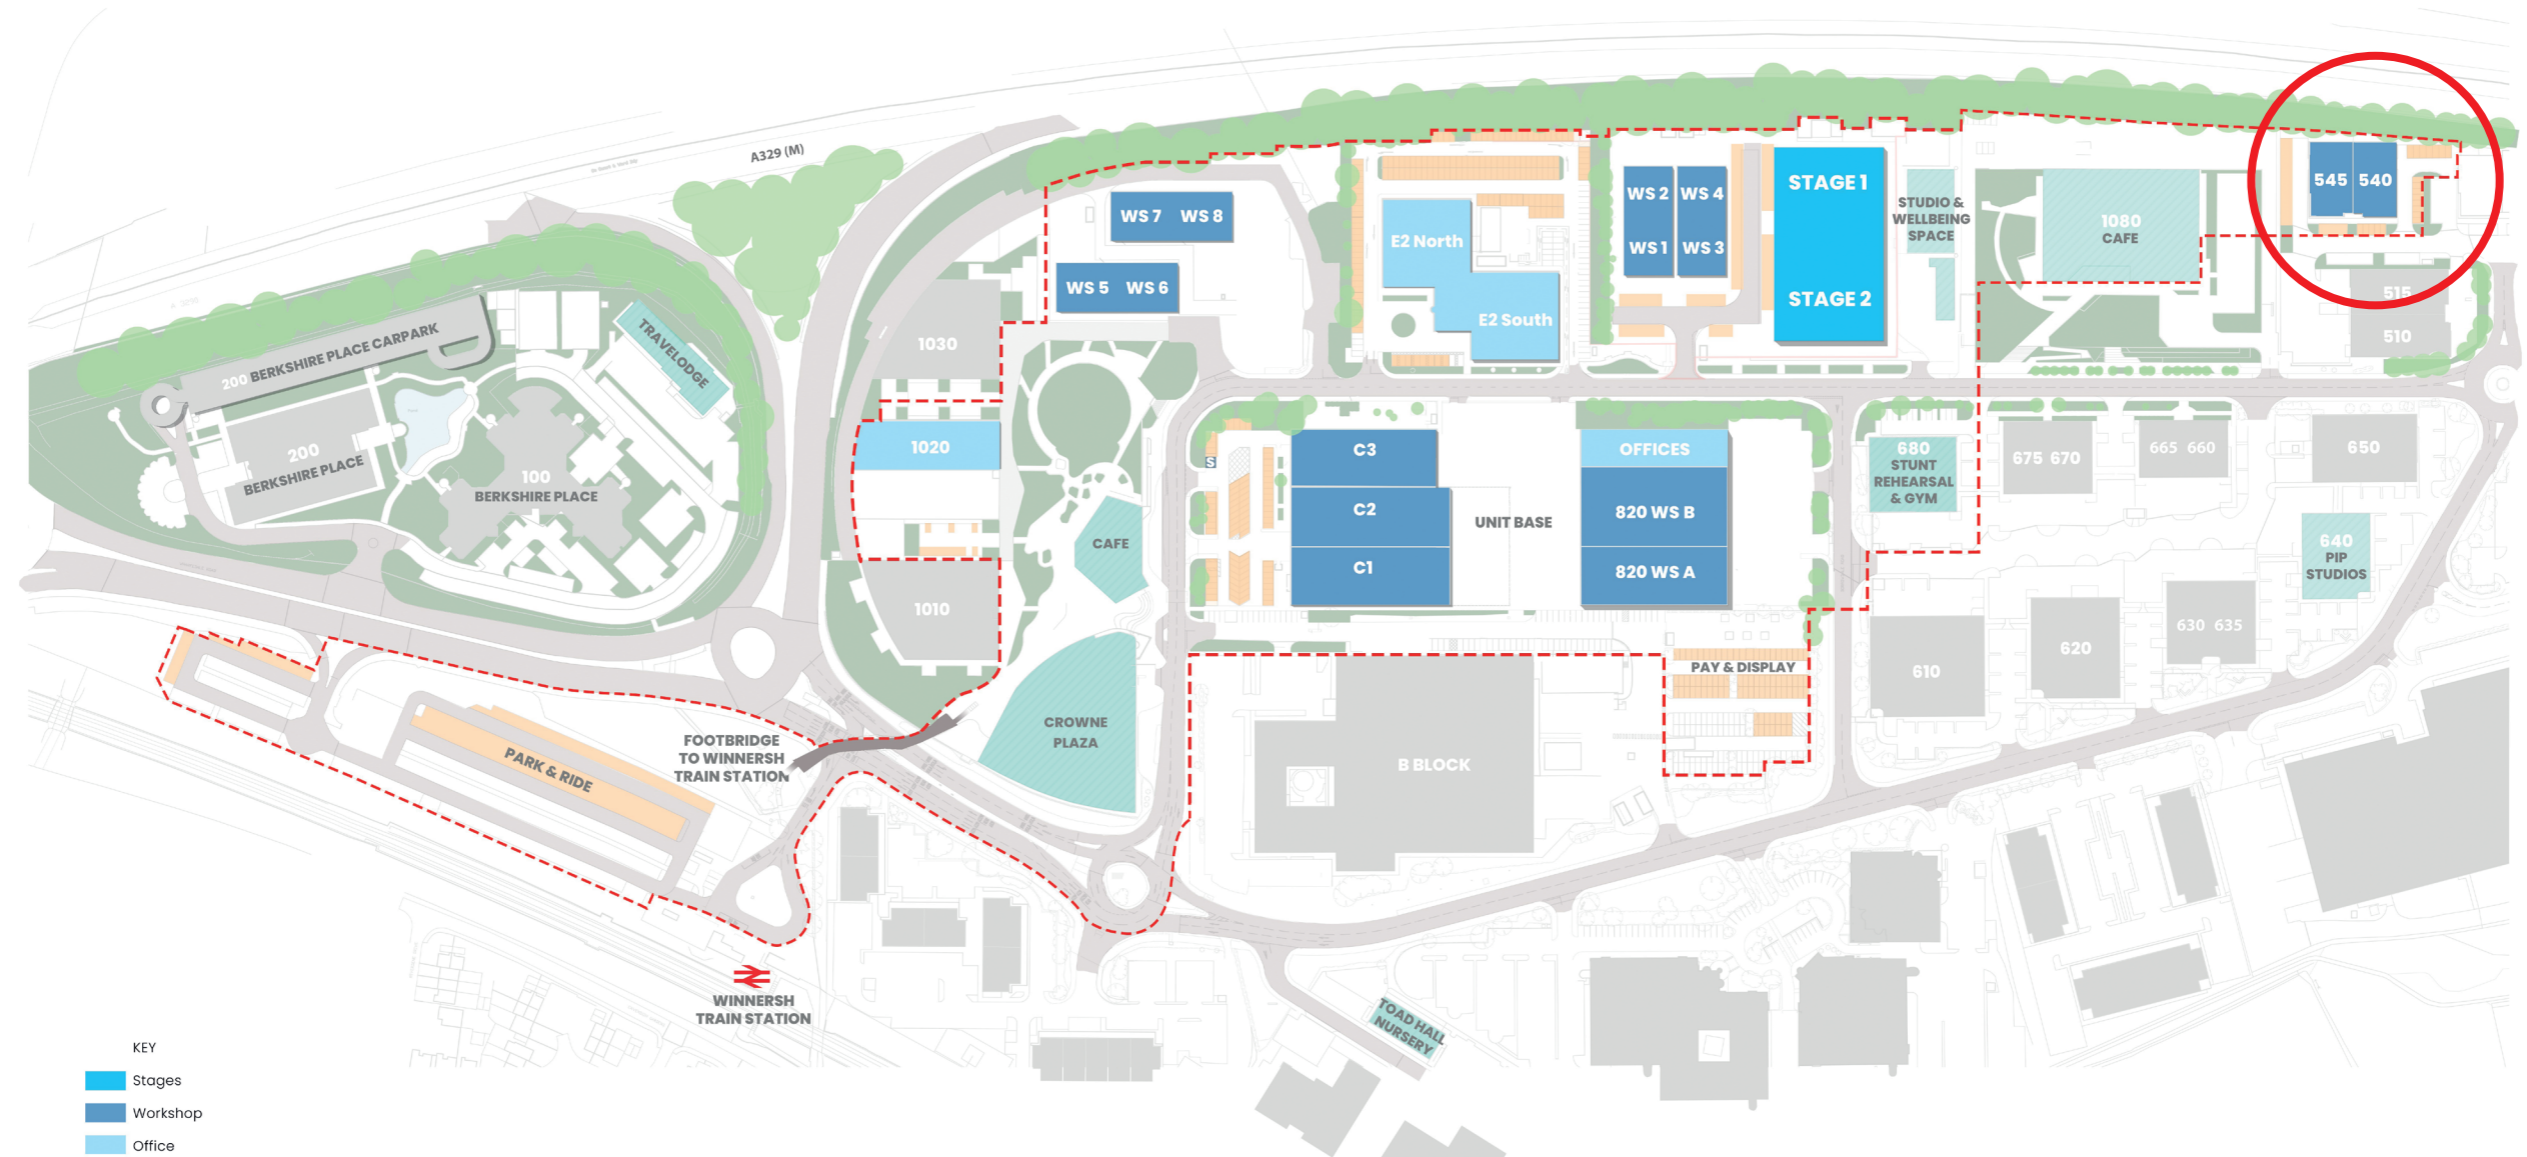 A329 (M)
WS 7 WS 8
WS 5 WS 6
E2 North
E2 South
WS 2 WS 4
WS 1 WS 3
STAGE 1
STAGE 2
STUDIO &
WELLBEING
SPACE
1080
CAFE
545 540
515
510
200 BERKSHIRE PLACE CARPARK
TRAVELODGE
200
BERKSHIRE PLACE
100
BERKSHIRE PLACE
1030
1020
1010
CAFE
CROWNE
PLAZA
S
C3
C2
C1
UNIT BASE
OFFICES
820 WS B
820 WS A
680
STUNT
REHEARSAL
& GYM
675 670
665 660
650
640
PIP
STUDIOS
610
620
630 635
PAY & DISPLAY
B BLOCK
PARK & RIDE
FOOTBRIDGE
TO WINNERSH
TRAIN STATION
WINNERSH
TRAIN STATION
TOAD HALL
NURSERY
KEY
Stages
Workshop
Office